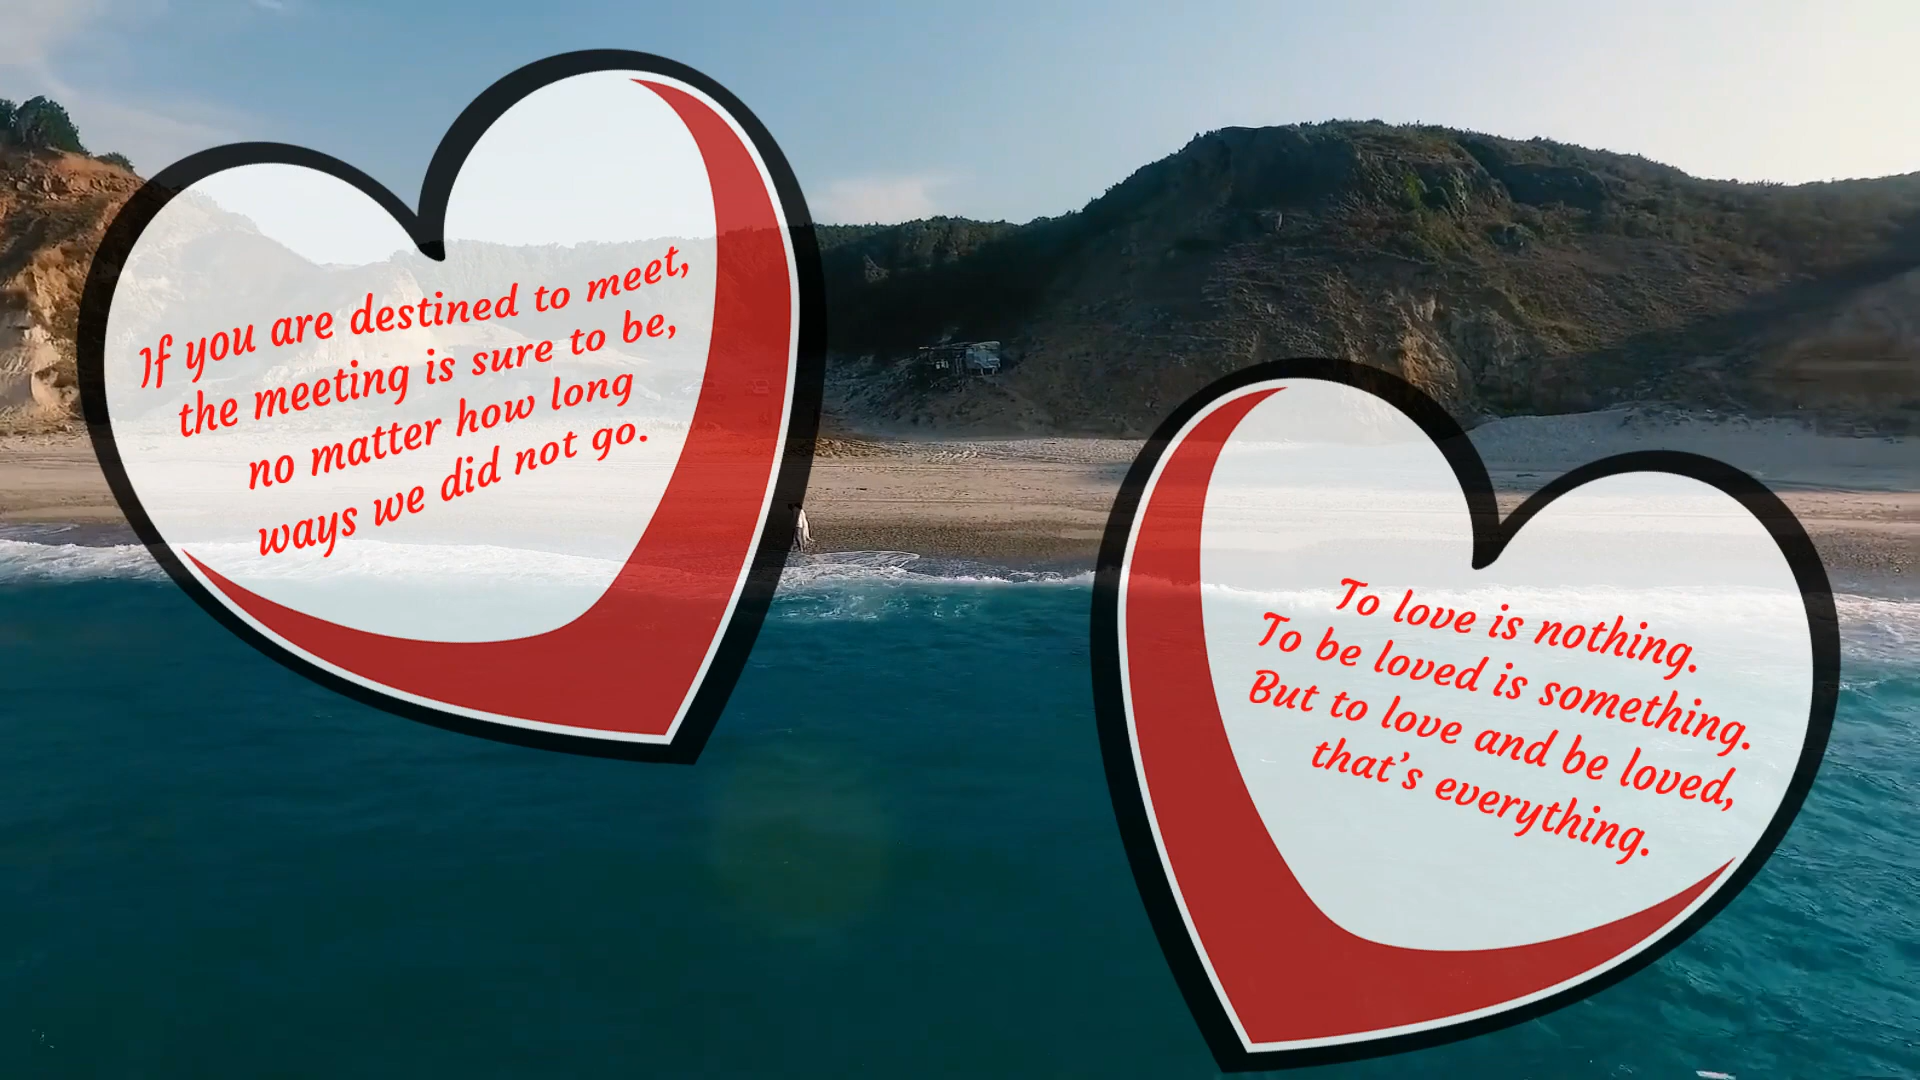 If you are destined to meet,
the meeting is sure to be,
no matter how long
ways we did not go.
To love is nothing.
To be loved is something.
But to love and be loved,
that’s everything.